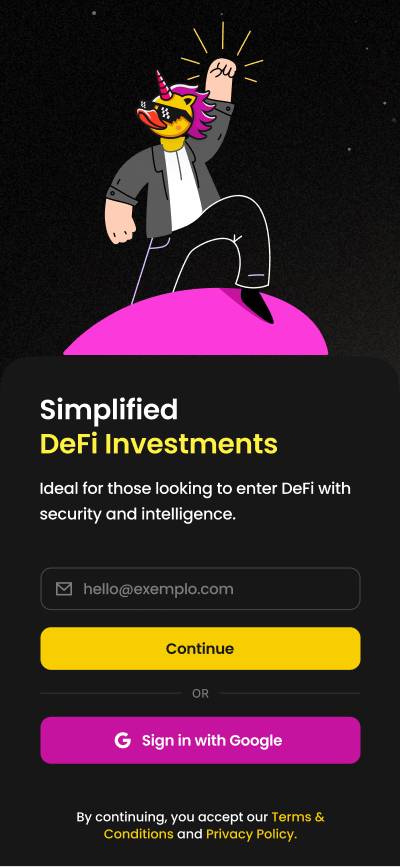 Simplified
DeFi Investments
Ideal for those looking to enter DeFi with
security and intelligence.
hello@exemplo.com
Continue
OR
Sign in with Google
By continuing, you accept our Terms &
Conditions and Privacy Policy.